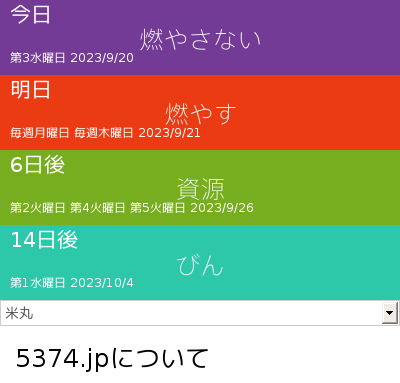 今日
燃やさない
第3水曜日 2023/9/20
明日
燃やす
毎週月曜日 毎週木曜日 2023/9/21
6日後
資源
第2火曜日 第4火曜日 第5火曜日 2023/9/26
14日後
びん
第1水曜日 2023/10/4
米丸
5374.jpについて